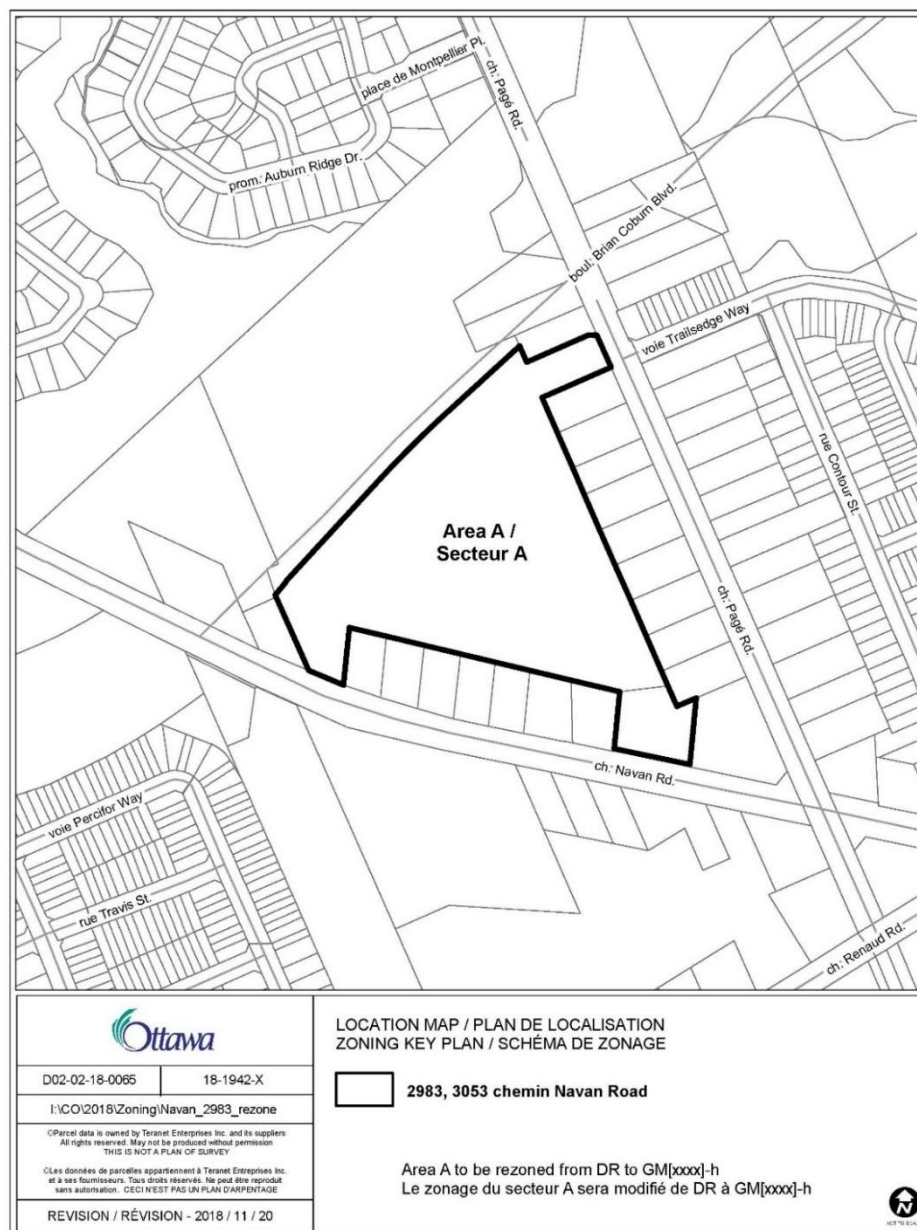 place de Montpellier Pl.
ch. Pagé Rd.
prom. Auburn Ridge Dr.
boul. Brian Coburn Blvd.
voie Trailsedge Way
rue Contour St.
Area A /
Secteur A
ch. Pagé Rd.
ch. Navan Rd.
voie Percifor Way
rue Travis St.
ch. Renaud Rd.
Ottawa
D02-02-18-0065
18-1942-X
I:\CO\2018\Zoning\Navan_2983_rezone
©Parcel data is owned by Teranet Enterprises Inc. and its suppliers
All rights reserved. May not be produced without permission
THIS IS NOT A PLAN OF SURVEY
©Les données de parcelles appartiennent à Teranet Entreprises Inc.
et à ses fournisseurs. Tous droits réservés. Ne peut être reproduit
sans autorisation. CECI N'EST PAS UN PLAN D'ARPENTAGE
REVISION / RÉVISION - 2018 / 11 / 20
LOCATION MAP / PLAN DE LOCALISATION
ZONING KEY PLAN / SCHÉMA DE ZONAGE
2983, 3053 chemin Navan Road
Area A to be rezoned from DR to GM[xxxx]-h
Le zonage du secteur A sera modifié de DR à GM[xxxx]-h
N
NOT TO SCALE